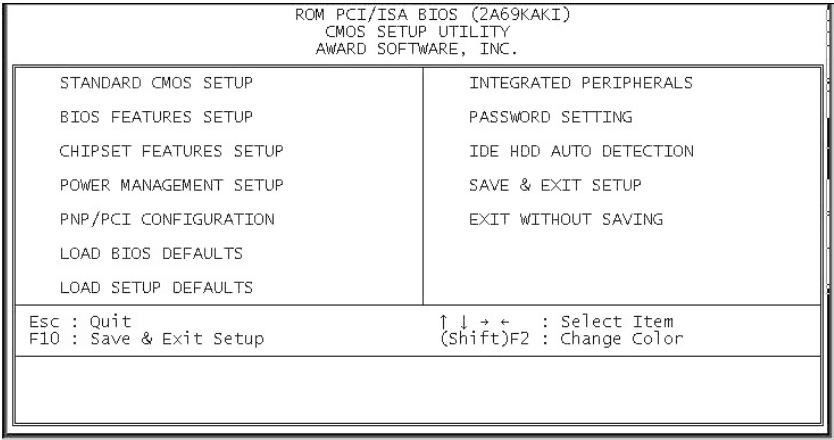 ROM PCI/ISA BIOS (2A69KAKI)
CMOS SETUP UTILITY
AWARD SOFTWARE, INC.
STANDARD CMOS SETUP
BIOS FEATURES SETUP
CHIPSET FEATURES SETUP
POWER MANAGEMENT SETUP
PNP/PCI CONFIGURATION
LOAD BIOS DEFAULTS
LOAD SETUP DEFAULTS
INTEGRATED PERIPHERALS
PASSWORD SETTING
IDE HDD AUTO DETECTION
SAVE & EXIT SETUP
EXIT WITHOUT SAVING
Esc : Quit
F10 : Save & Exit Setup
↑ ↓ → ← : Select Item
(Shift)F2 : Change Color